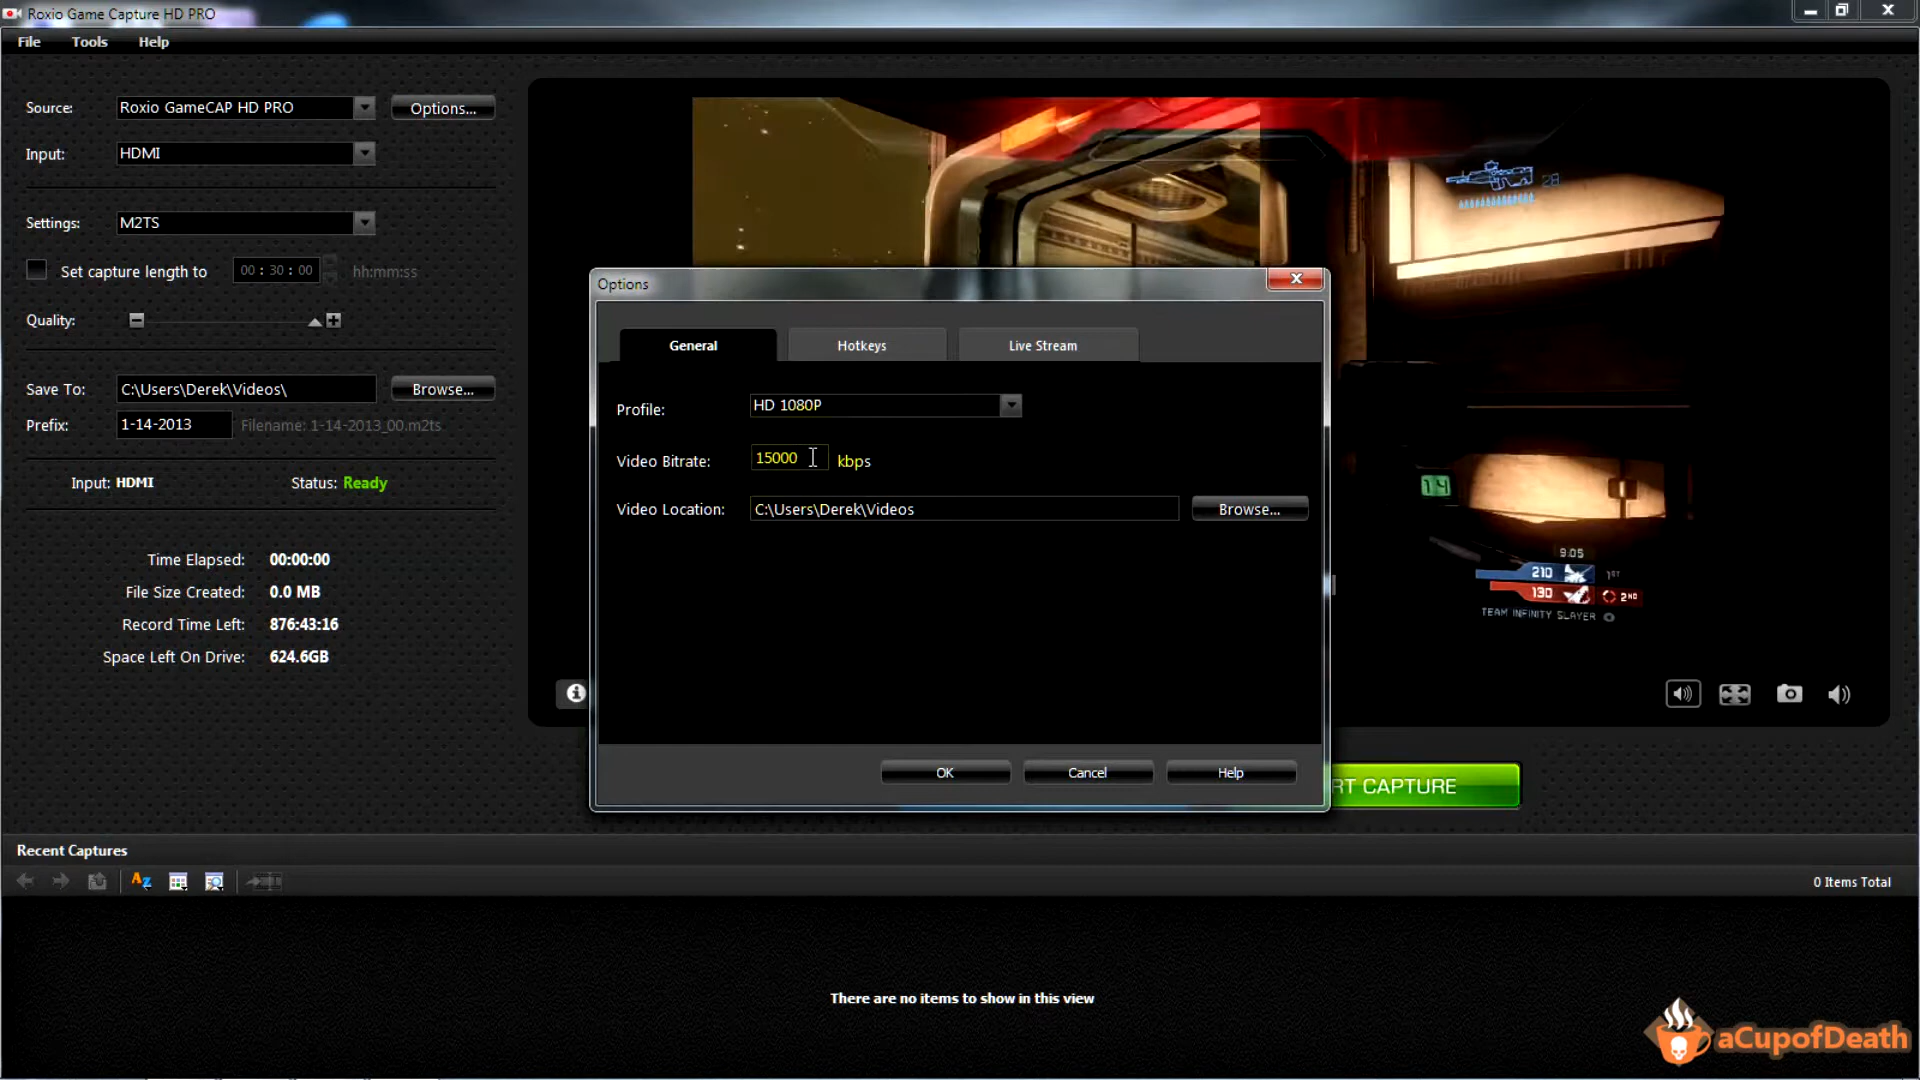 Roxio Game Capture HD PRO
File Tools Help
Source: Roxio GameCAP HD PRO Options...
Input: HDMI
Settings: M2TS
Set capture length to 00 : 30 : 00 hh:mm:ss
Quality:
Save To: C:\Users\Derek\Videos\ Browse...
Prefix: 1-14-2013 Filename: 1-14-2013_00.m2ts
Input: HDMI Status: Ready
Time Elapsed: 00:00:00
File Size Created: 0.0 MB
Record Time Left: 876:43:16
Space Left On Drive: 624.6GB
28
Options
General Hotkeys Live Stream
Profile: HD 1080P
Video Bitrate: 15000 kbps
Video Location: C:\Users\Derek\Videos Browse...
OK Cancel Help
14
9:05
210 1ST
130 2ND
TEAM INFINITY SLAYER
RT CAPTURE
Recent Captures
AZ
0 Items Total
There are no items to show in this view
aCupofDeath